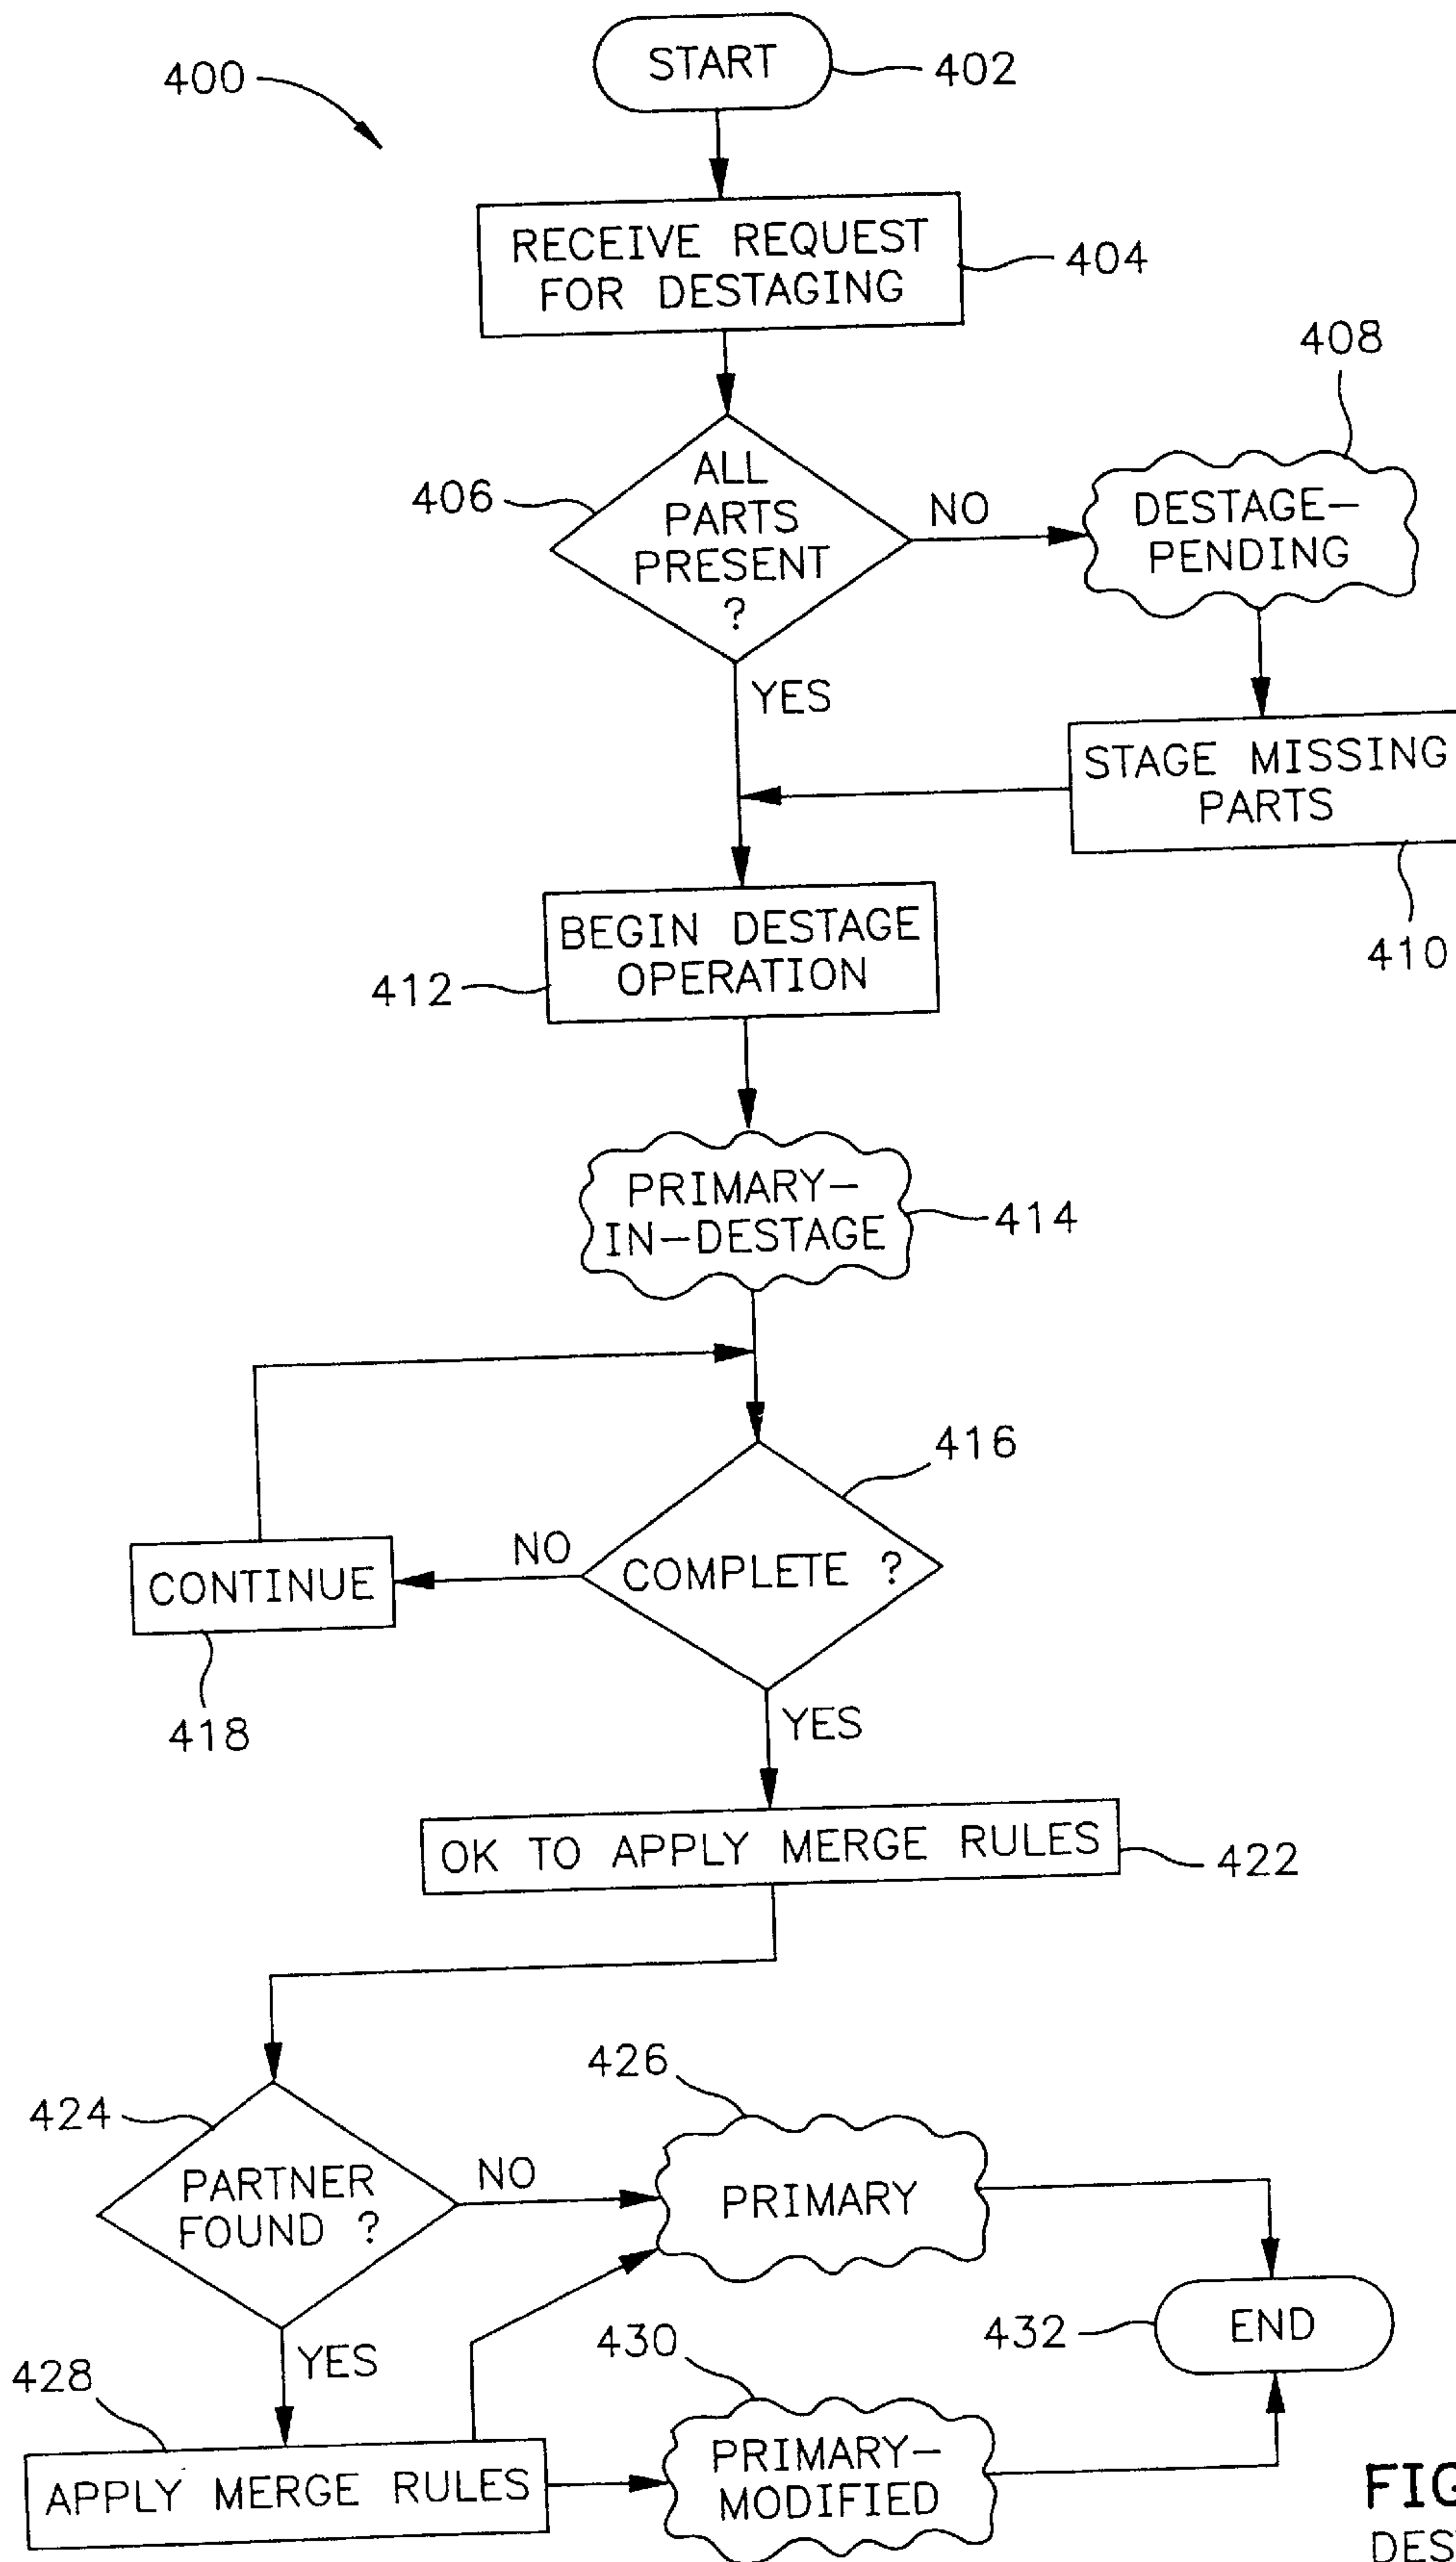 START
402
400
RECEIVE REQUEST
FOR DESTAGING
404
408
ALL
PARTS
PRESENT
?
406
NO
DESTAGE-
PENDING
YES
STAGE MISSING
PARTS
410
BEGIN DESTAGE
OPERATION
412
PRIMARY-
IN-DESTAGE
414
416
COMPLETE ?
NO
CONTINUE
418
YES
OK TO APPLY MERGE RULES
422
426
424
PARTNER
FOUND ?
NO
PRIMARY
432
END
YES
430
428
APPLY MERGE RULES
PRIMARY-
MODIFIED
FIG
DES